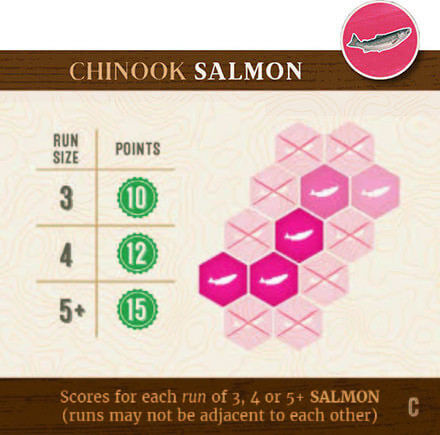 CHINOOK SALMON
RUN SIZE POINTS
3 10
4 12
5+ 15
Scores for each run of 3, 4 or 5+ SALMON
(runs may not be adjacent to each other)
C